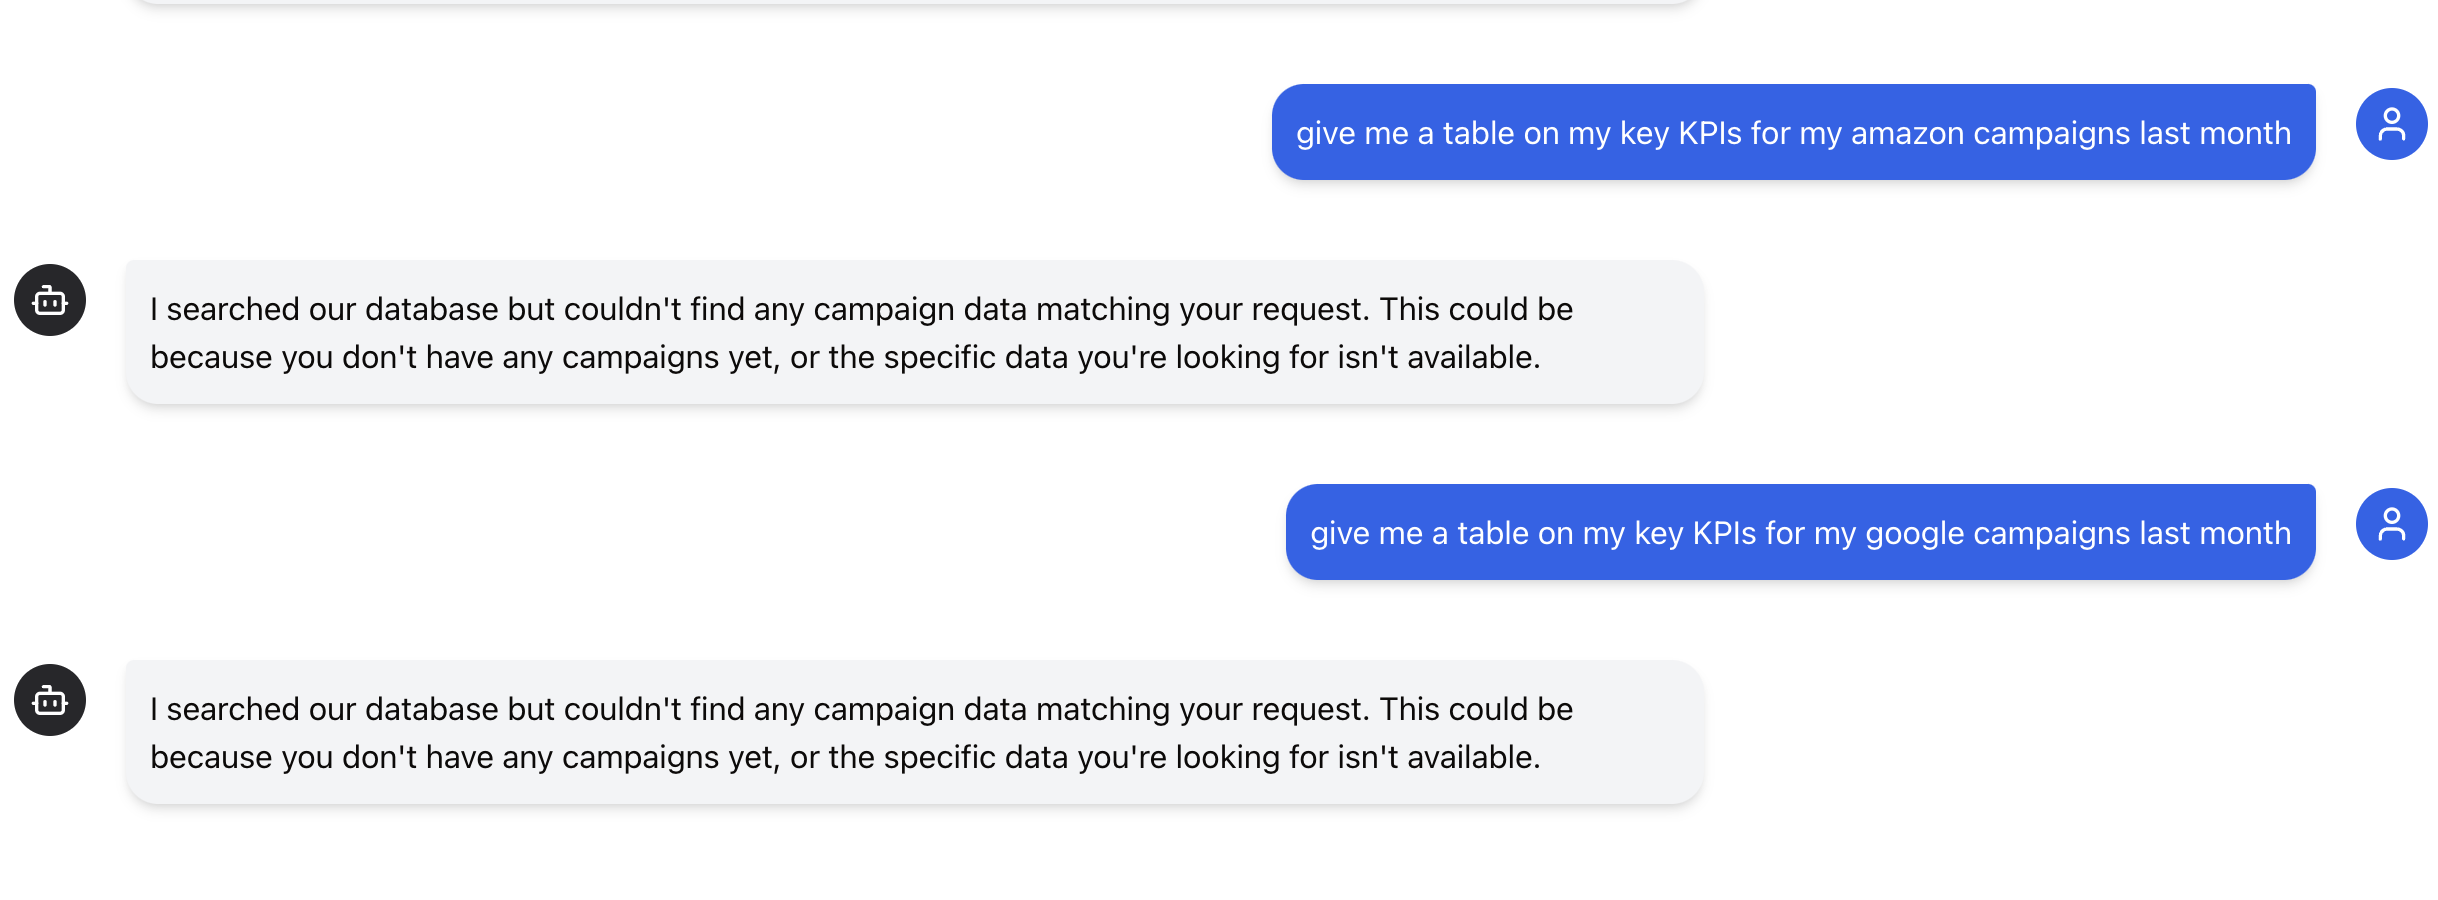 give me a table on my key KPIs for my amazon campaigns last month
I searched our database but couldn't find any campaign data matching your request. This could be
because you don't have any campaigns yet, or the specific data you're looking for isn't available.
give me a table on my key KPIs for my google campaigns last month
I searched our database but couldn't find any campaign data matching your request. This could be
because you don't have any campaigns yet, or the specific data you're looking for isn't available.